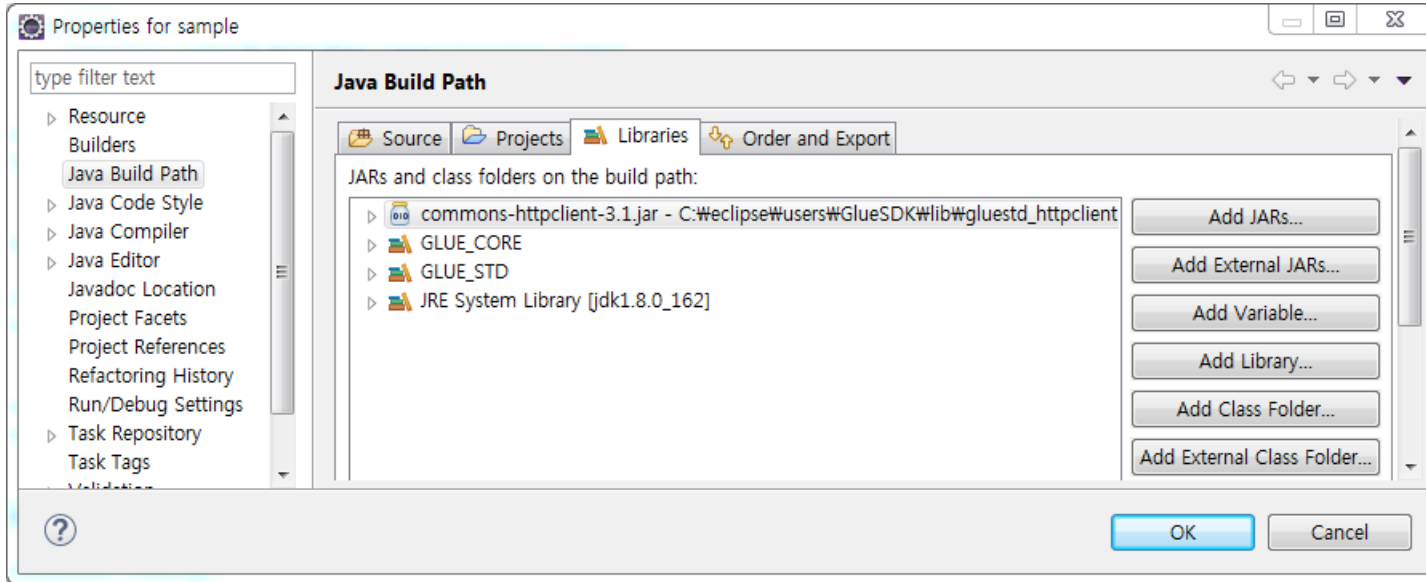 Properties for sample
type filter text
Resource
Builders
Java Build Path
Java Code Style
Java Compiler
Java Editor
Javadoc Location
Project Facets
Project References
Refactoring History
Run/Debug Settings
Task Repository
Task Tags
Validation
Java Build Path
Source Projects Libraries Order and Export
JARs and class folders on the build path:
commons-httpclient-3.1.jar - C:₩eclipse₩users₩GlueSDK₩lib₩gluestd_httpclient
GLUE_CORE
GLUE_STD
JRE System Library [jdk1.8.0_162]
Add JARs...
Add External JARs...
Add Variable...
Add Library...
Add Class Folder...
Add External Class Folder...
OK Cancel